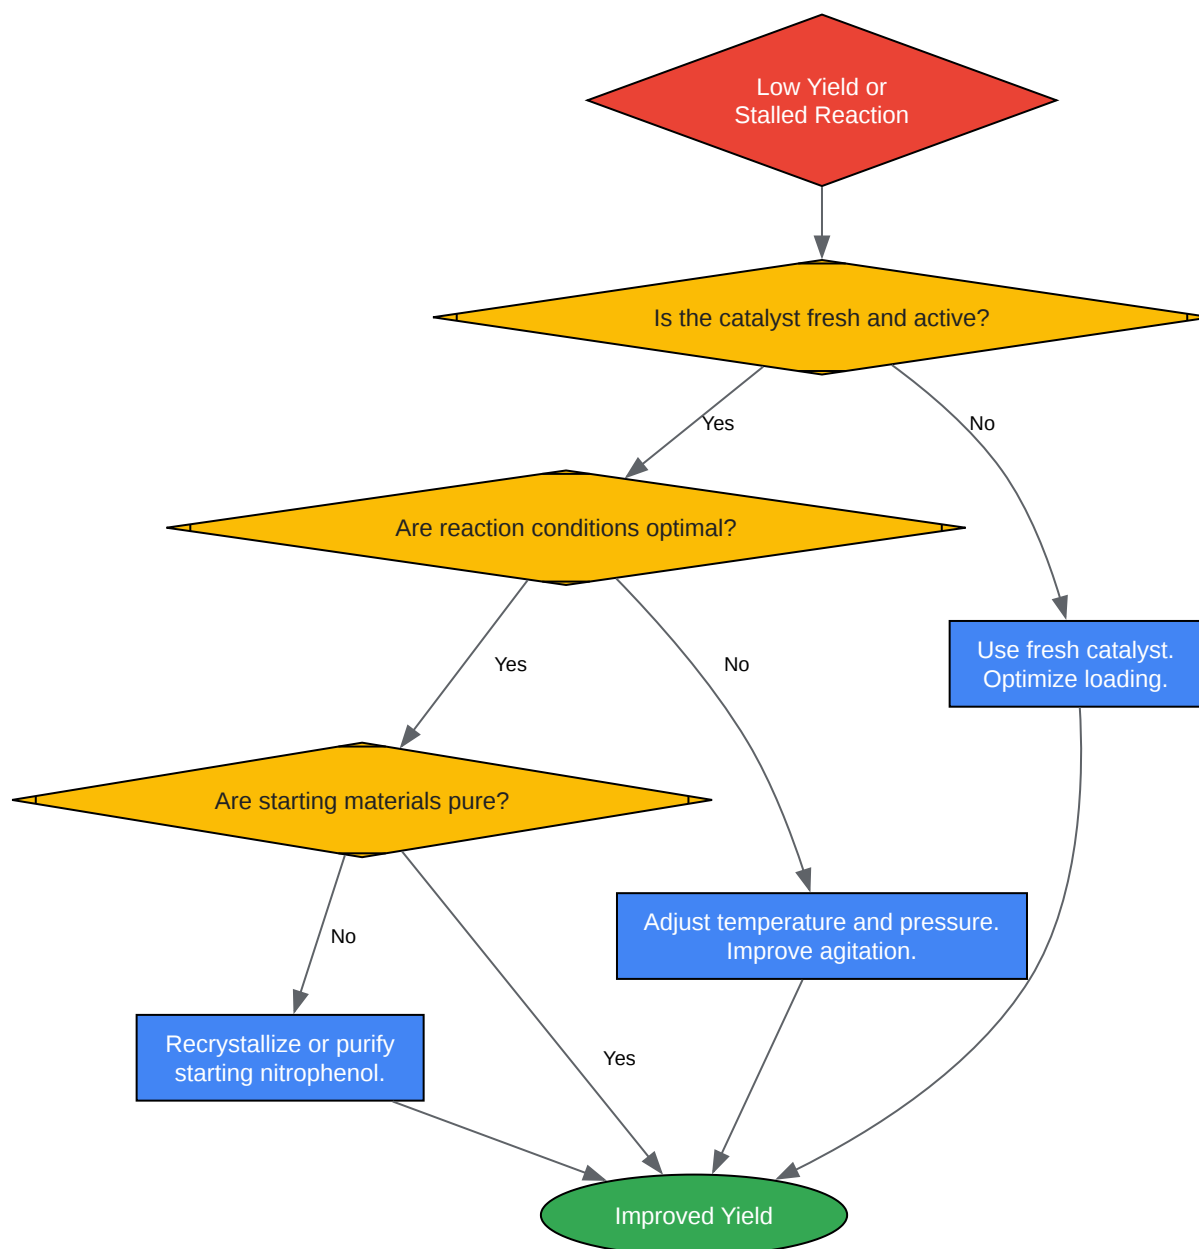 Low Yield or
Stalled Reaction
Is the catalyst fresh and active?
Yes
No
Are reaction conditions optimal?
Yes
No
Use fresh catalyst.
Optimize loading.
Are starting materials pure?
No
Yes
Adjust temperature and pressure.
Improve agitation.
Recrystallize or purify
starting nitrophenol.
Improved Yield